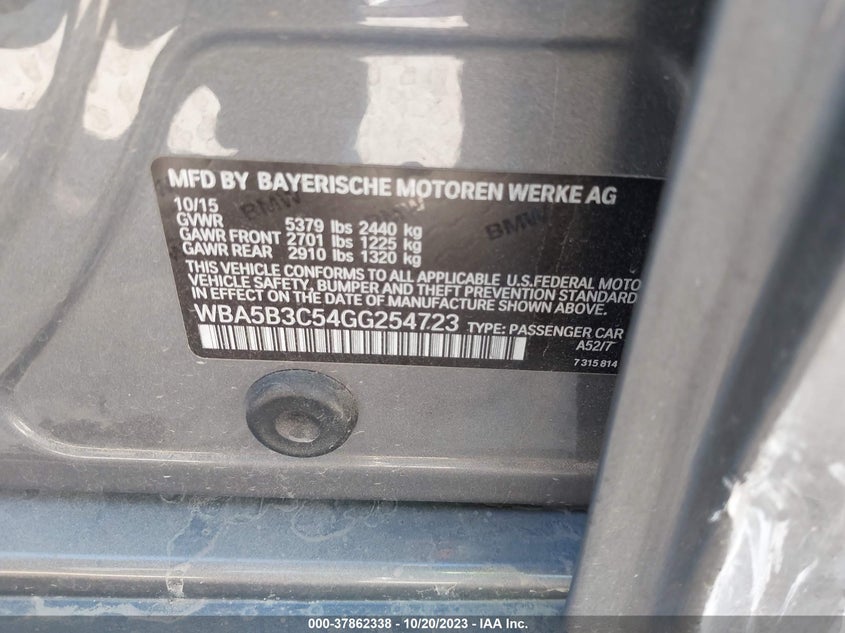 MFD BY BAYERISCHE MOTOREN WERKE AG
10/15
GVWR 5379 lbs 2440 kg
GAWR FRONT 2701 lbs 1225 kg
GAWR REAR 2910 lbs 1320 kg
THIS VEHICLE CONFORMS TO ALL APPLICABLE U.S.FEDERAL MOTO
VEHICLE SAFETY, BUMPER AND THEFT PREVENTION STANDARD
IN EFFECT ON THE DATE OF MANUFACTURE SHOWN ABOVE.
WBA5B3C54GG254723 TYPE: PASSENGER CAR
A52/T
7 315 814
BMW
BMW
000-37862338 - 10/20/2023 - IAA Inc.